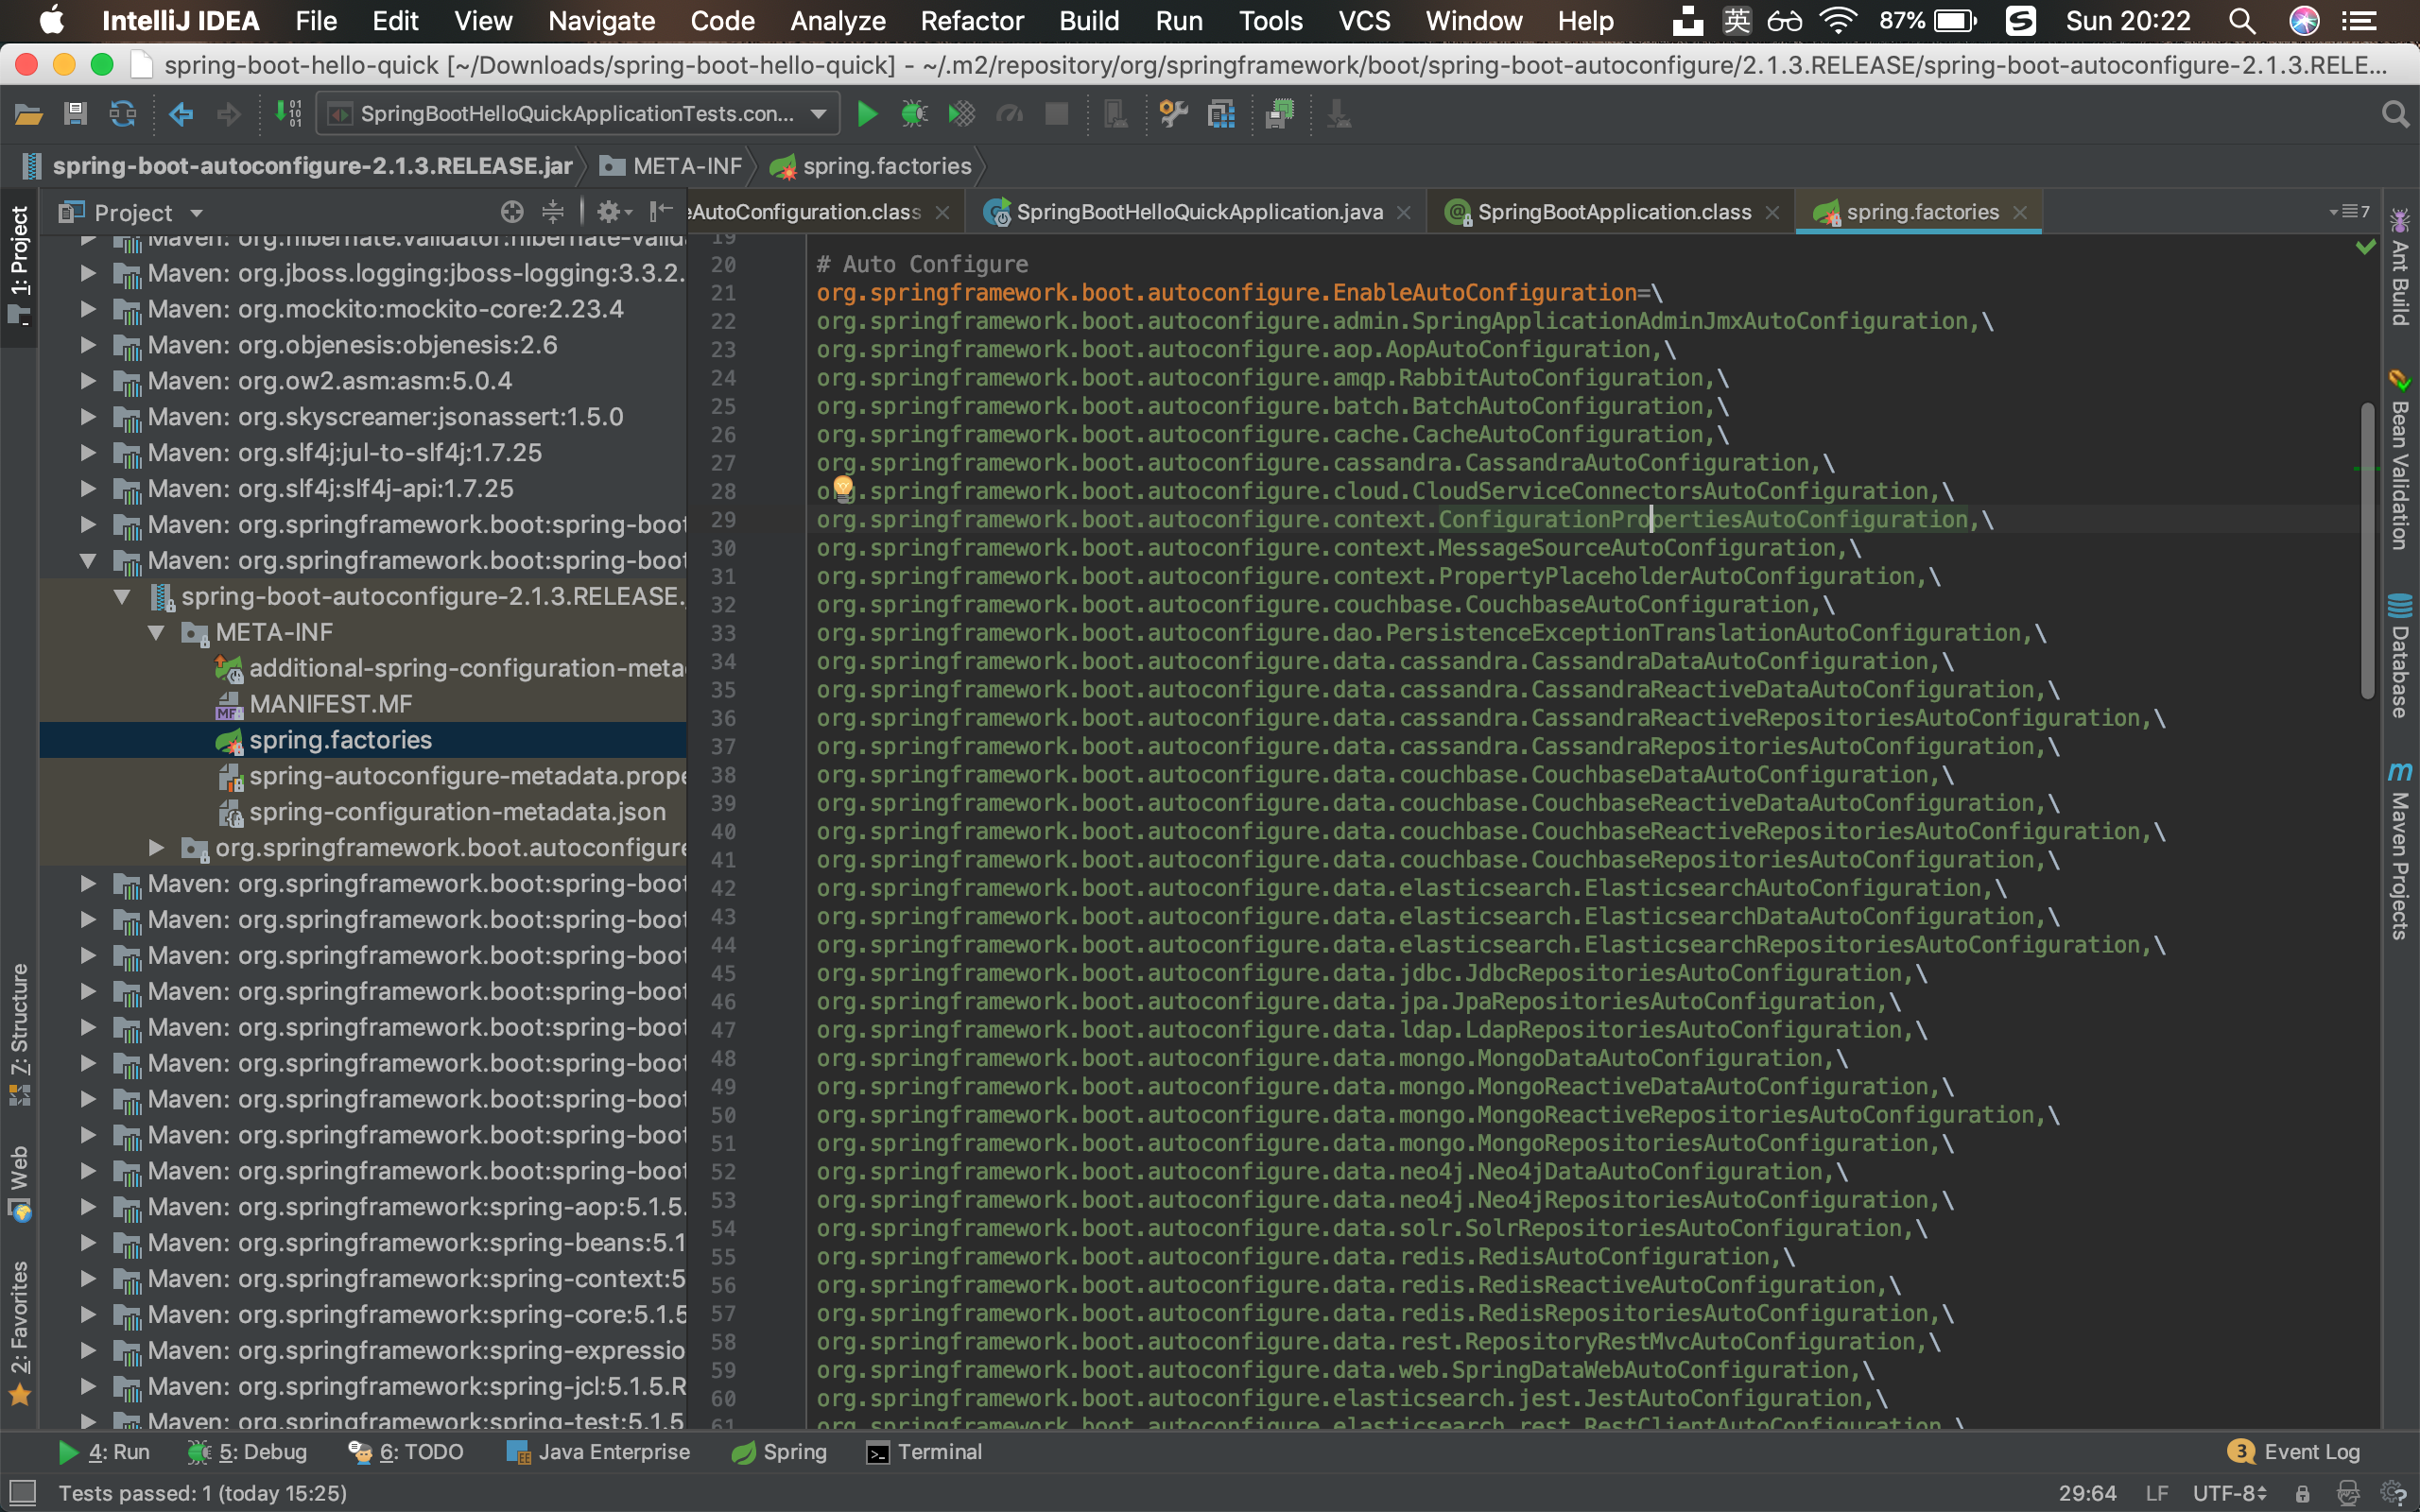 IntelliJ IDEA File Edit View Navigate Code Analyze Refactor Build Run Tools VCS Window Help 英 87% Sun 20:22
spring-boot-hello-quick [~/Downloads/spring-boot-hello-quick] - ~/.m2/repository/org/springframework/boot/spring-boot-autoconfigure/2.1.3.RELEASE/spring-boot-autoconfigure-2.1.3.RELE...
SpringBootHelloQuickApplicationTests.con...
spring-boot-autoconfigure-2.1.3.RELEASE.jar META-INF spring.factories
Project
eAutoConfiguration.class SpringBootHelloQuickApplication.java SpringBootApplication.class spring.factories 7
1: Project
7: Structure
Web
2: Favorites
Maven: org.hibernate.validator:hibernate-valida
Maven: org.jboss.logging:jboss-logging:3.3.2.
Maven: org.mockito:mockito-core:2.23.4
Maven: org.objenesis:objenesis:2.6
Maven: org.ow2.asm:asm:5.0.4
Maven: org.skyscreamer:jsonassert:1.5.0
Maven: org.slf4j:jul-to-slf4j:1.7.25
Maven: org.slf4j:slf4j-api:1.7.25
Maven: org.springframework.boot:spring-boot
Maven: org.springframework.boot:spring-boot
spring-boot-autoconfigure-2.1.3.RELEASE.
META-INF
additional-spring-configuration-meta
MANIFEST.MF
spring.factories
spring-autoconfigure-metadata.prope
spring-configuration-metadata.json
org.springframework.boot.autoconfigure
Maven: org.springframework.boot:spring-boot
Maven: org.springframework.boot:spring-boot
Maven: org.springframework.boot:spring-boot
Maven: org.springframework.boot:spring-boot
Maven: org.springframework.boot:spring-boot
Maven: org.springframework.boot:spring-boot
Maven: org.springframework.boot:spring-boot
Maven: org.springframework.boot:spring-boot
Maven: org.springframework.boot:spring-boot
Maven: org.springframework:spring-aop:5.1.5.
Maven: org.springframework:spring-beans:5.1
Maven: org.springframework:spring-context:5
Maven: org.springframework:spring-core:5.1.5
Maven: org.springframework:spring-expressio
Maven: org.springframework:spring-jcl:5.1.5.R
Maven: org.springframework:spring-test:5.1.5
19
20 # Auto Configure
21 org.springframework.boot.autoconfigure.EnableAutoConfiguration=\
22 org.springframework.boot.autoconfigure.admin.SpringApplicationAdminJmxAutoConfiguration,\
23 org.springframework.boot.autoconfigure.aop.AopAutoConfiguration,\
24 org.springframework.boot.autoconfigure.amqp.RabbitAutoConfiguration,\
25 org.springframework.boot.autoconfigure.batch.BatchAutoConfiguration,\
26 org.springframework.boot.autoconfigure.cache.CacheAutoConfiguration,\
27 org.springframework.boot.autoconfigure.cassandra.CassandraAutoConfiguration,\
28 org.springframework.boot.autoconfigure.cloud.CloudServiceConnectorsAutoConfiguration,\
29 org.springframework.boot.autoconfigure.context.ConfigurationPropertiesAutoConfiguration,\
30 org.springframework.boot.autoconfigure.context.MessageSourceAutoConfiguration,\
31 org.springframework.boot.autoconfigure.context.PropertyPlaceholderAutoConfiguration,\
32 org.springframework.boot.autoconfigure.couchbase.CouchbaseAutoConfiguration,\
33 org.springframework.boot.autoconfigure.dao.PersistenceExceptionTranslationAutoConfiguration,\
34 org.springframework.boot.autoconfigure.data.cassandra.CassandraDataAutoConfiguration,\
35 org.springframework.boot.autoconfigure.data.cassandra.CassandraReactiveDataAutoConfiguration,\
36 org.springframework.boot.autoconfigure.data.cassandra.CassandraReactiveRepositoriesAutoConfiguration,\
37 org.springframework.boot.autoconfigure.data.cassandra.CassandraRepositoriesAutoConfiguration,\
38 org.springframework.boot.autoconfigure.data.couchbase.CouchbaseDataAutoConfiguration,\
39 org.springframework.boot.autoconfigure.data.couchbase.CouchbaseReactiveDataAutoConfiguration,\
40 org.springframework.boot.autoconfigure.data.couchbase.CouchbaseReactiveRepositoriesAutoConfiguration,\
41 org.springframework.boot.autoconfigure.data.couchbase.CouchbaseRepositoriesAutoConfiguration,\
42 org.springframework.boot.autoconfigure.data.elasticsearch.ElasticsearchAutoConfiguration,\
43 org.springframework.boot.autoconfigure.data.elasticsearch.ElasticsearchDataAutoConfiguration,\
44 org.springframework.boot.autoconfigure.data.elasticsearch.ElasticsearchRepositoriesAutoConfiguration,\
45 org.springframework.boot.autoconfigure.data.jdbc.JdbcRepositoriesAutoConfiguration,\
46 org.springframework.boot.autoconfigure.data.jpa.JpaRepositoriesAutoConfiguration,\
47 org.springframework.boot.autoconfigure.data.ldap.LdapRepositoriesAutoConfiguration,\
48 org.springframework.boot.autoconfigure.data.mongo.MongoDataAutoConfiguration,\
49 org.springframework.boot.autoconfigure.data.mongo.MongoReactiveDataAutoConfiguration,\
50 org.springframework.boot.autoconfigure.data.mongo.MongoReactiveRepositoriesAutoConfiguration,\
51 org.springframework.boot.autoconfigure.data.mongo.MongoRepositoriesAutoConfiguration,\
52 org.springframework.boot.autoconfigure.data.neo4j.Neo4jDataAutoConfiguration,\
53 org.springframework.boot.autoconfigure.data.neo4j.Neo4jRepositoriesAutoConfiguration,\
54 org.springframework.boot.autoconfigure.data.solr.SolrRepositoriesAutoConfiguration,\
55 org.springframework.boot.autoconfigure.data.redis.RedisAutoConfiguration,\
56 org.springframework.boot.autoconfigure.data.redis.RedisReactiveAutoConfiguration,\
57 org.springframework.boot.autoconfigure.data.redis.RedisRepositoriesAutoConfiguration,\
58 org.springframework.boot.autoconfigure.data.rest.RepositoryRestMvcAutoConfiguration,\
59 org.springframework.boot.autoconfigure.data.web.SpringDataWebAutoConfiguration,\
60 org.springframework.boot.autoconfigure.elasticsearch.jest.JestAutoConfiguration,\
61 org.springframework.boot.autoconfigure.elasticsearch.rest.RestClientAutoConfiguration,\
Ant Build
Bean Validation
Database
Maven Projects
4: Run 5: Debug 6: TODO Java Enterprise Spring Terminal 3 Event Log
Tests passed: 1 (today 15:25) 29:64 LF UTF-8